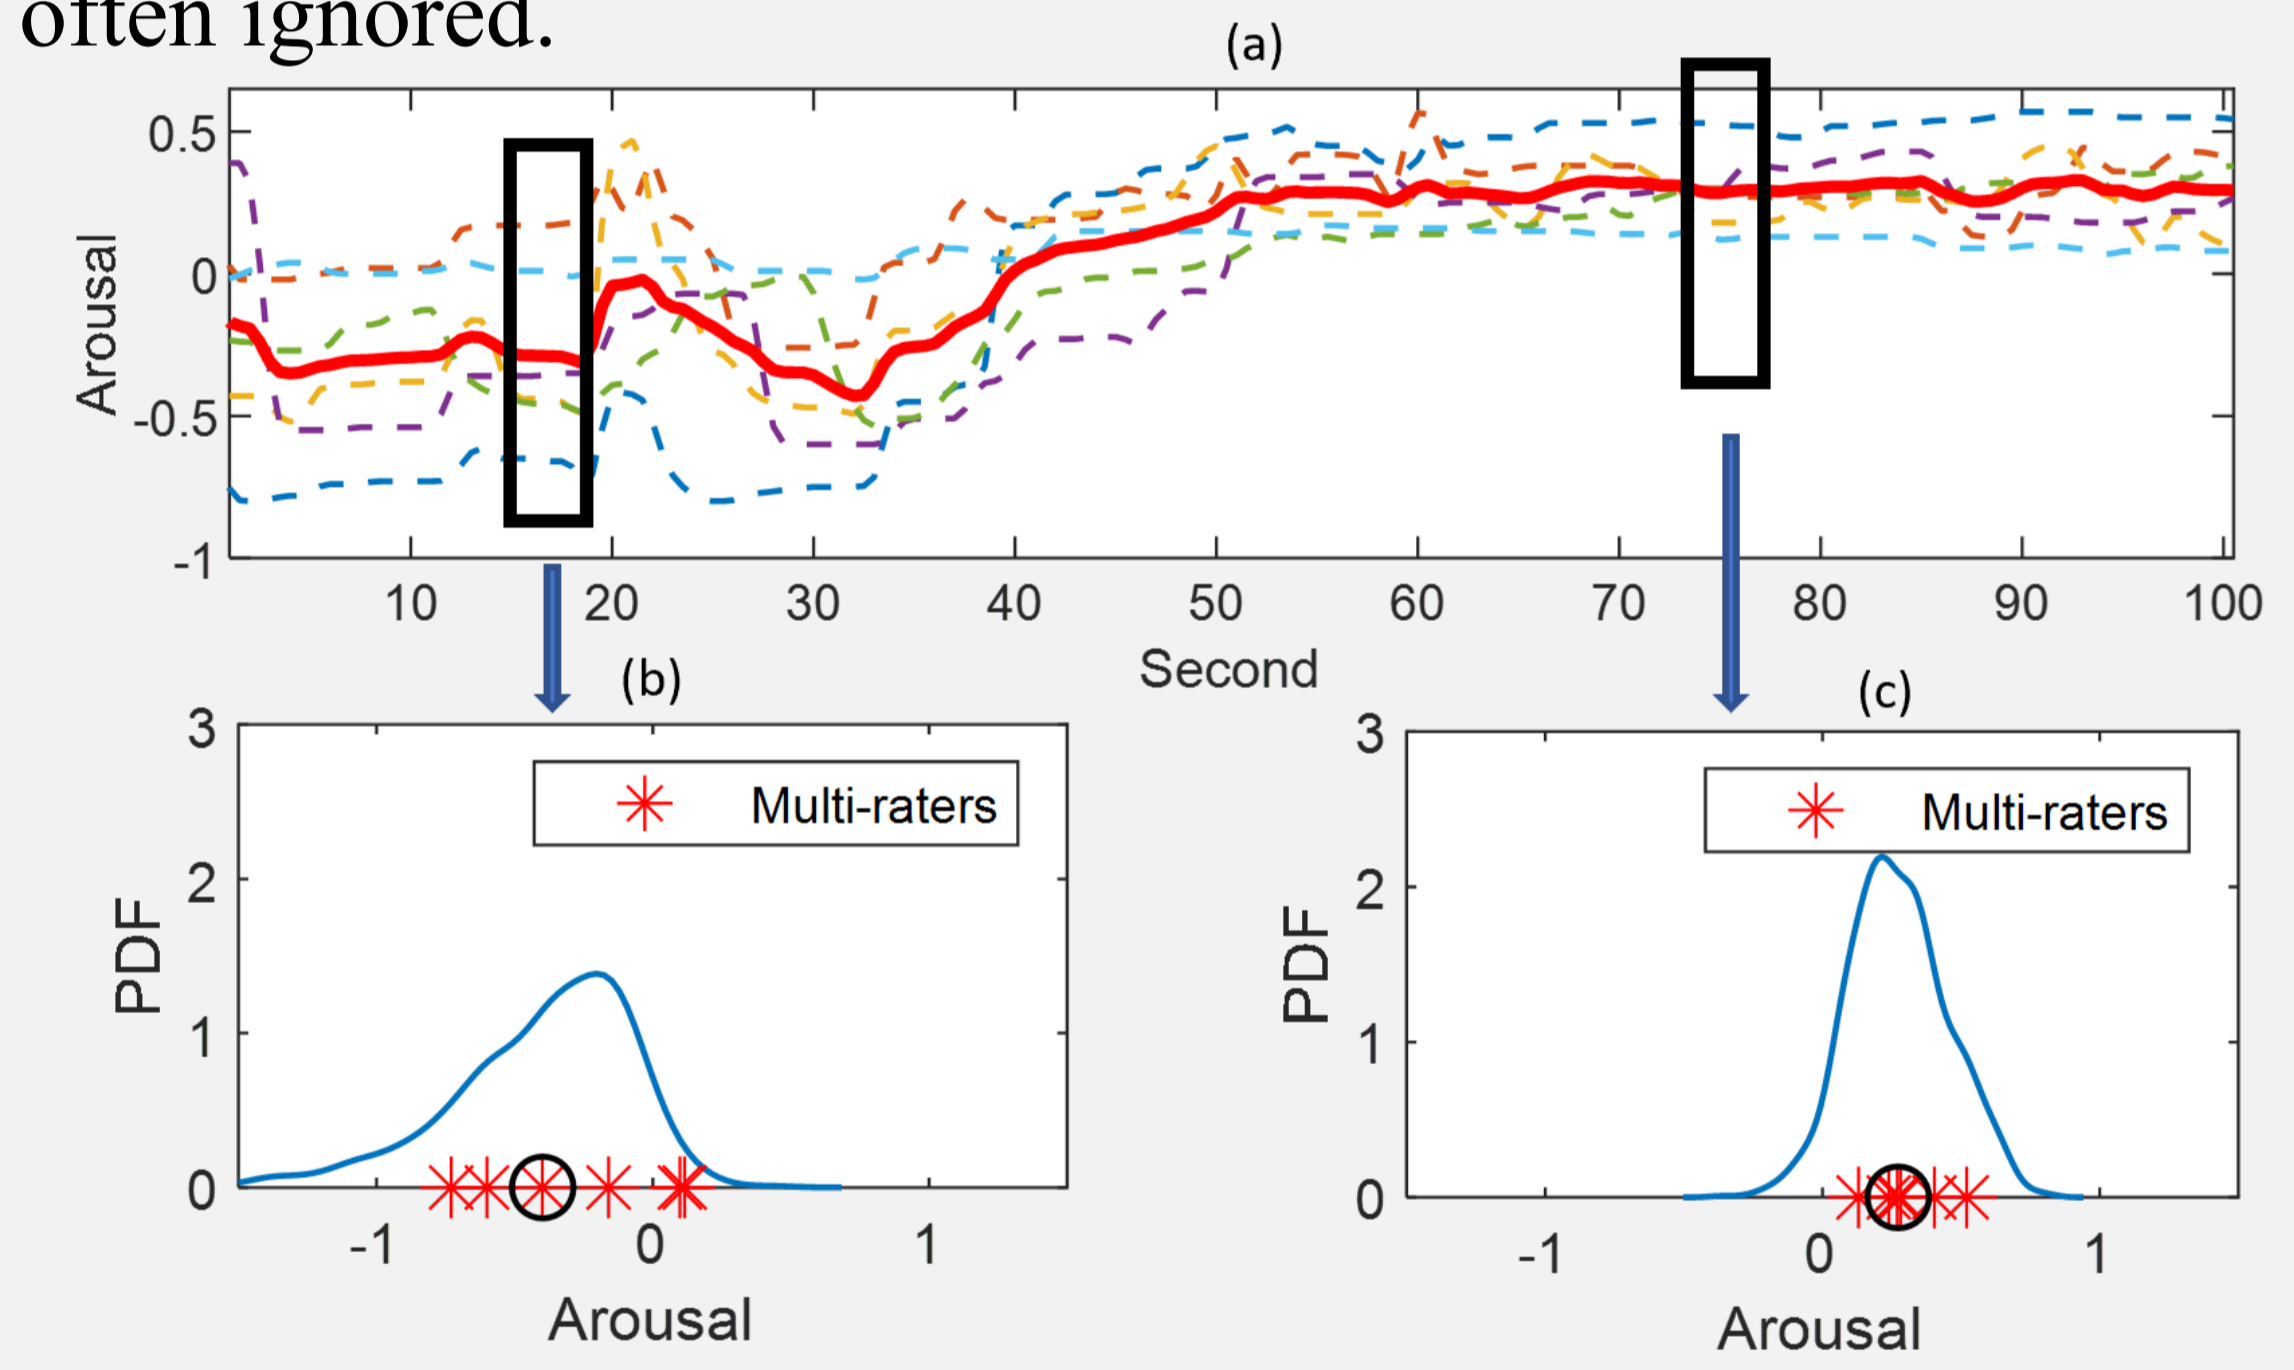 often ignored.
(a)
0.5
0
-0.5
-1
Arousal
10 20 30 40 50 60 70 80 90 100
Second
(b)
3
2
1
0
PDF
Multi-raters
-1 0 1
Arousal
(c)
3
2
1
0
PDF
Multi-raters
-1 0 1
Arousal